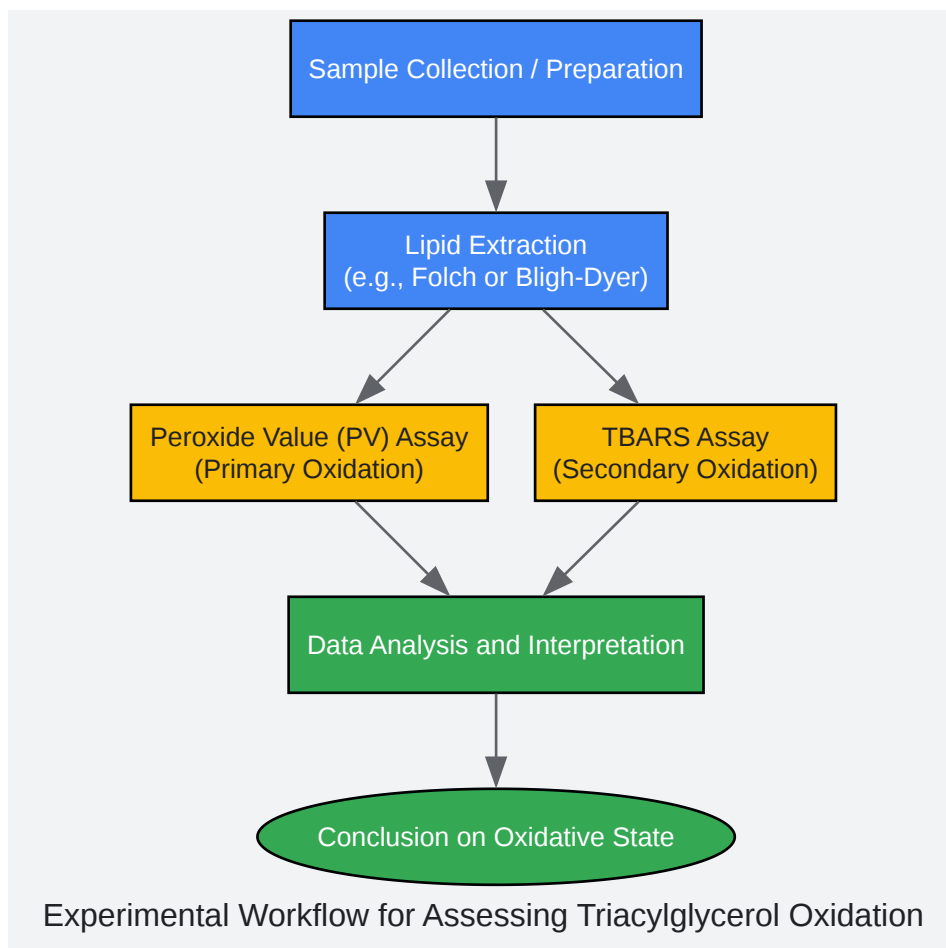 Sample Collection / Preparation
Lipid Extraction
(e.g., Folch or Bligh-Dyer)
Peroxide Value (PV) Assay
(Primary Oxidation)
TBARS Assay
(Secondary Oxidation)
Data Analysis and Interpretation
Conclusion on Oxidative State
Experimental Workflow for Assessing Triacylglycerol Oxidation